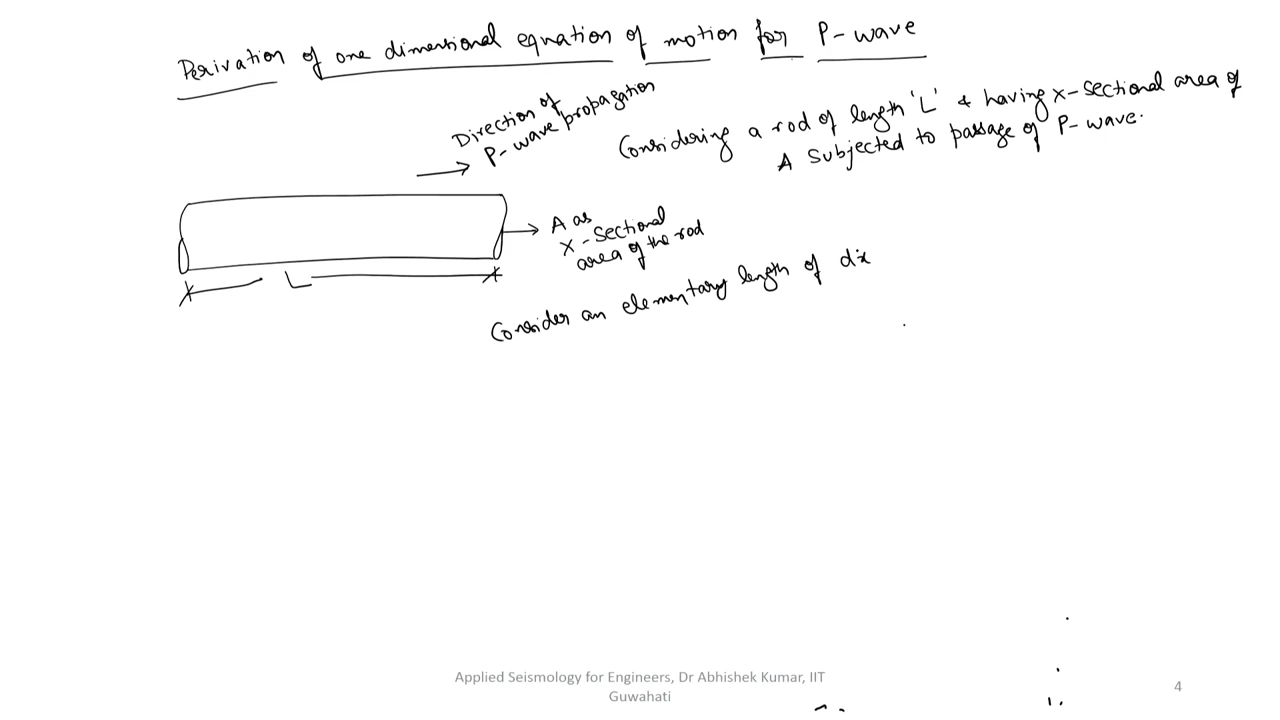 Derivation of one dimensional equation of motion for P-wave
Direction of
P-wave propagation
Considering a rod of length 'L' & having x-sectional area of
A subjected to passage of P-wave.
A as
x-sectional
area of the rod
L
Consider an elementary length of dx
Applied Seismology for Engineers, Dr Abhishek Kumar, IIT
Guwahati
4